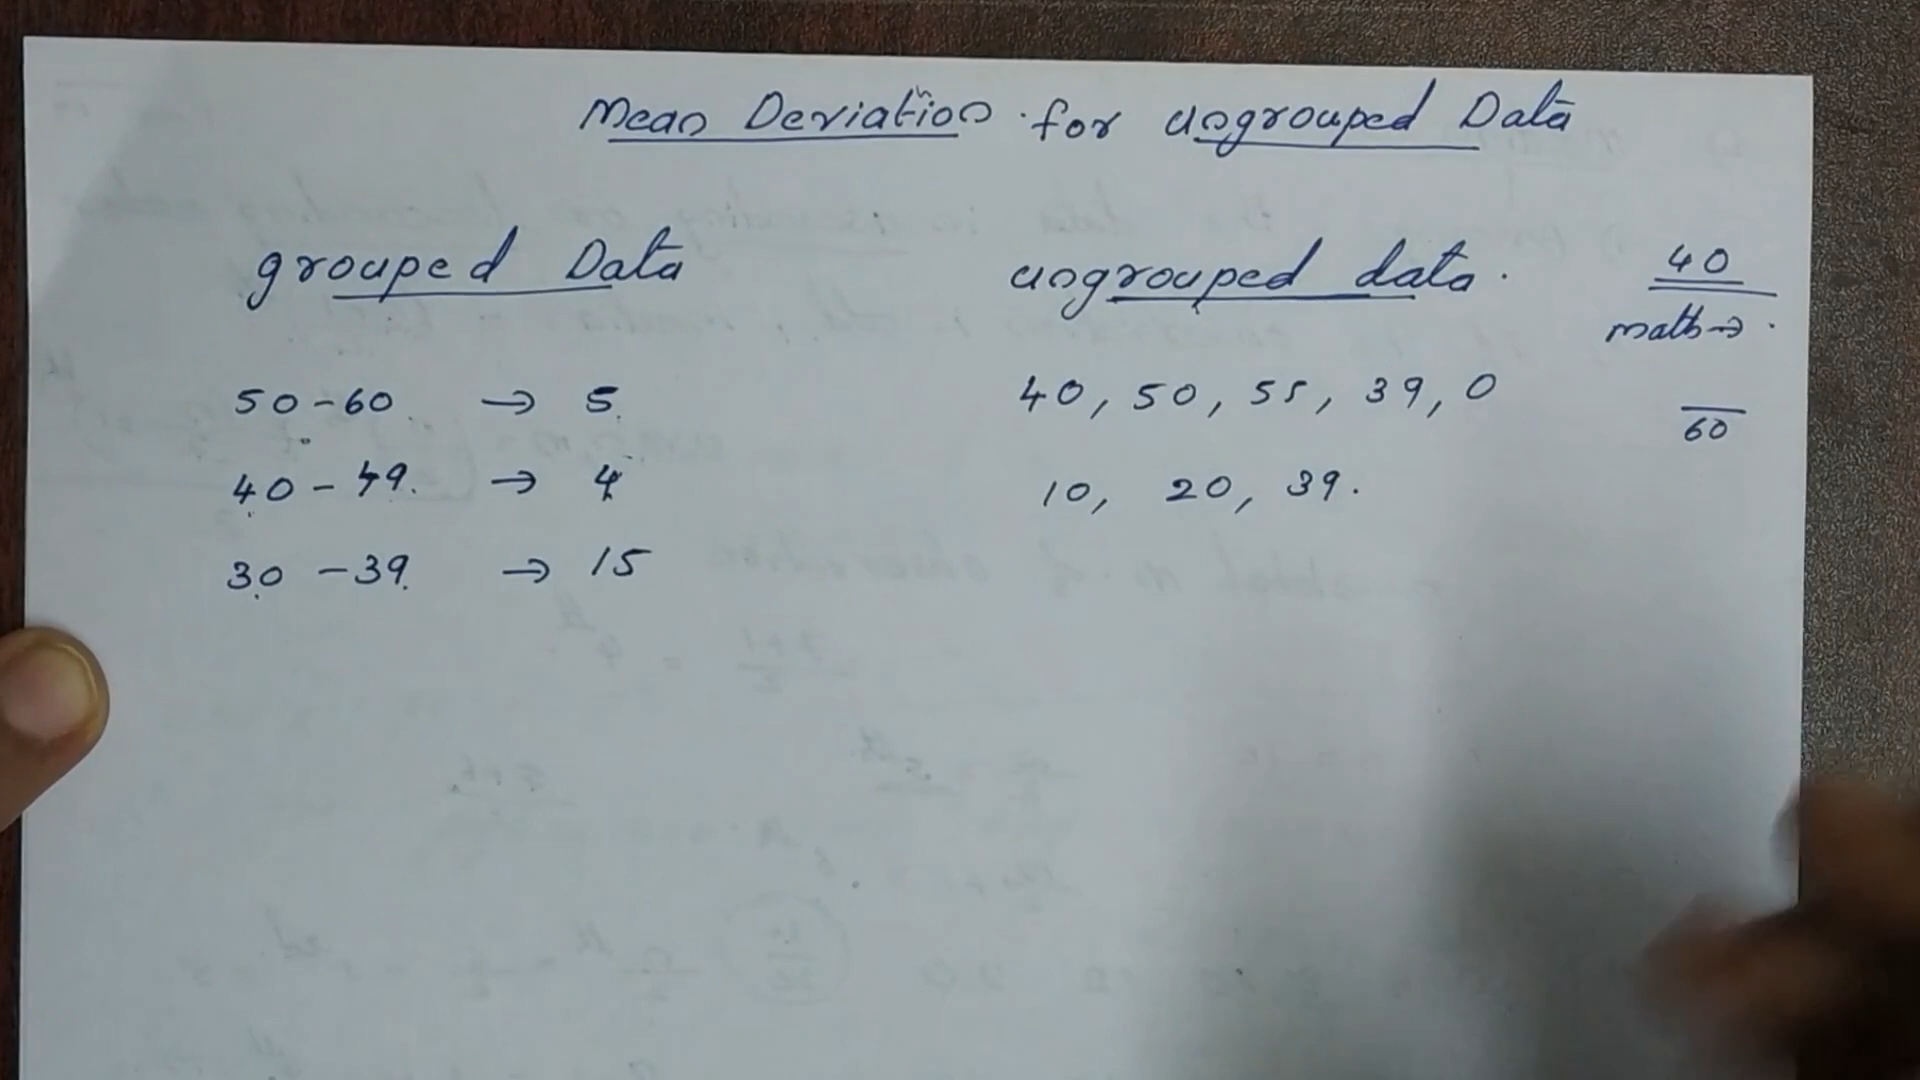 Mean Deviation for ungrouped Data
grouped Data
50-60 → 5
40-49 → 4
30-39 → 15
ungrouped data.
40, 50, 55, 39, 0
10, 20, 39.
40
math →
60